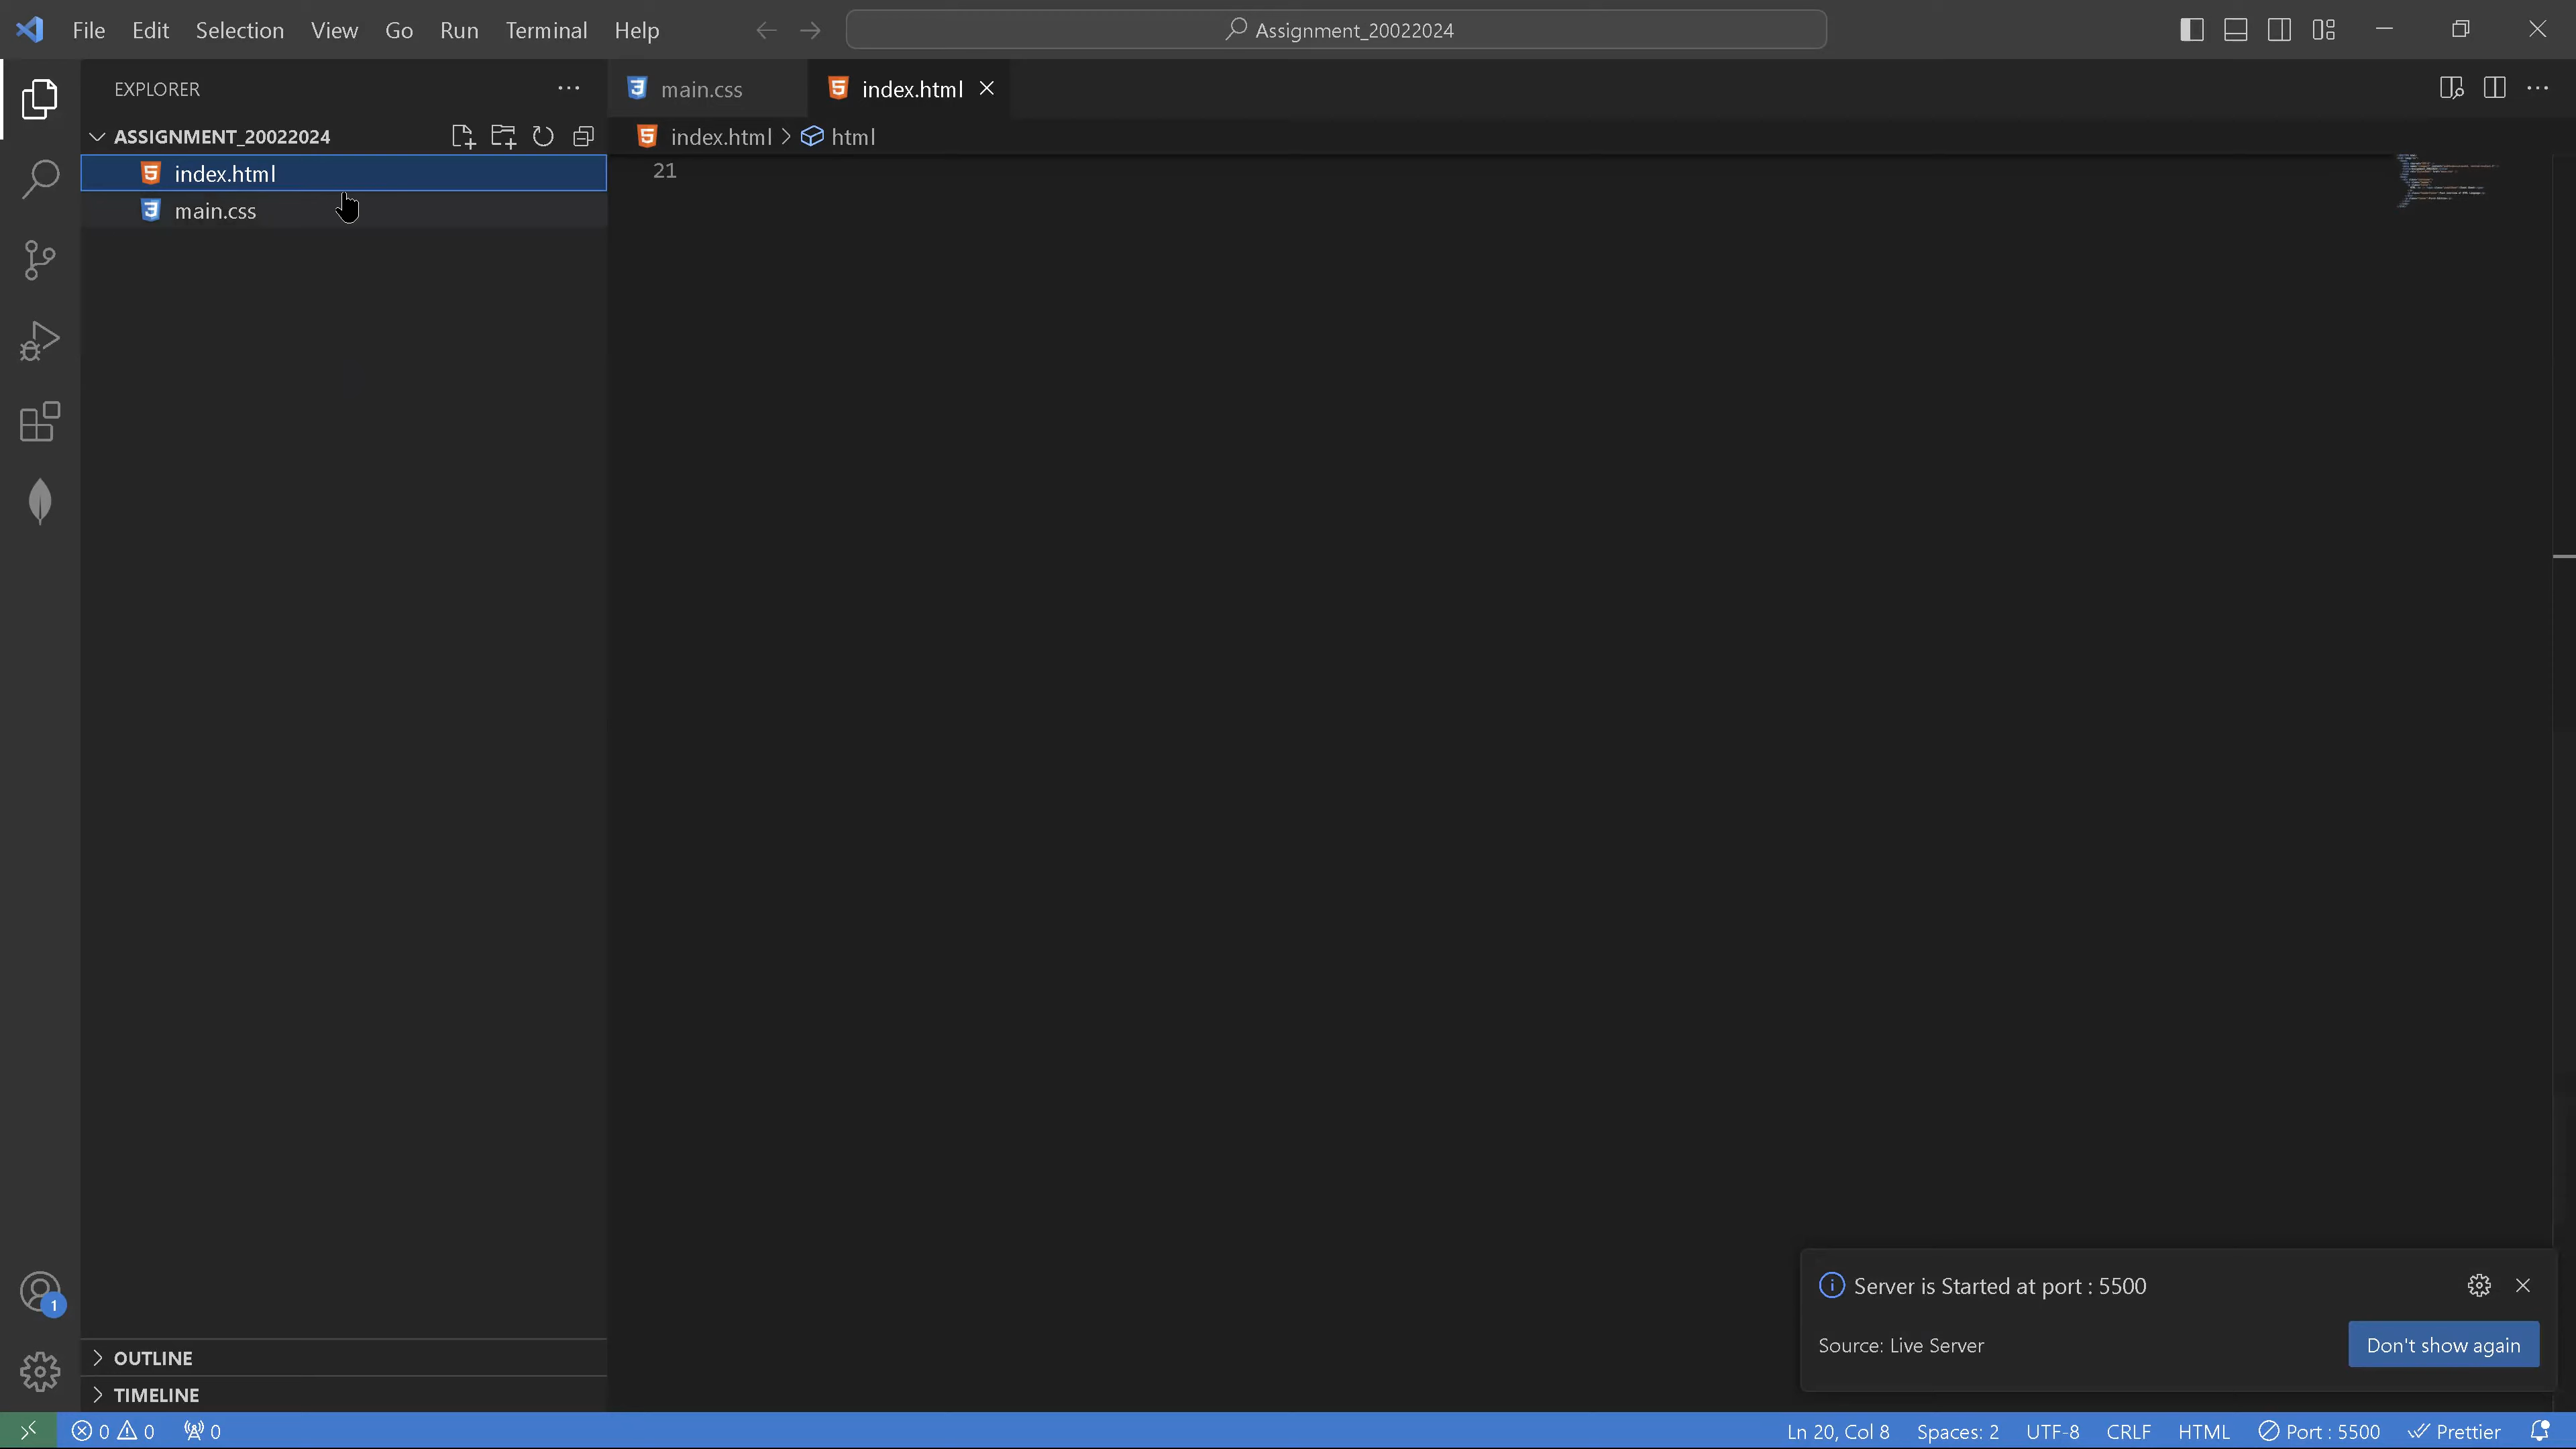 File Edit Selection View Go Run Terminal Help Assignment_20022024
EXPLORER
ASSIGNMENT_20022024
index.html
main.css
main.css index.html
index.html > html
21
Server is Started at port : 5500
Source: Live Server Don't show again
1
OUTLINE
TIMELINE
0 0 0 Ln 20, Col 8 Spaces: 2 UTF-8 CRLF HTML Port : 5500 Prettier